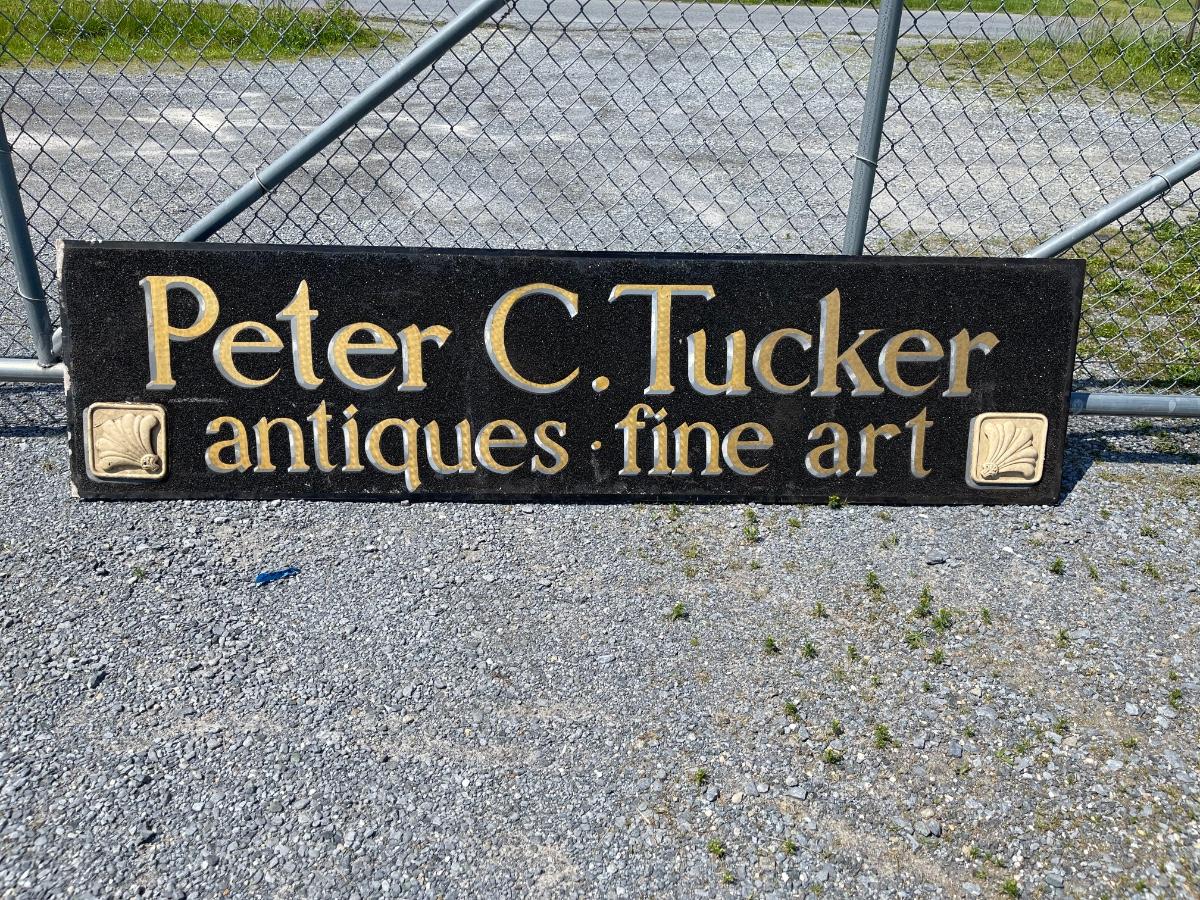 Peter C. Tucker
antiques · fine art